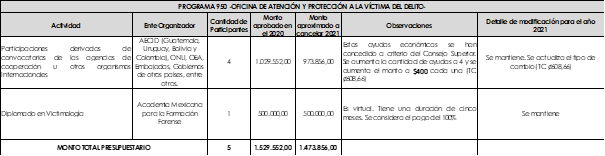 PROGRAMA 950 -OFICINA DE ATENCIÓN Y PROTECCIÓN A LA VÍCTIMA DEL DELITO-
Actividad
Ente Organizador
Cantidad de
Participantes
Monto
aprobado en
el 2020
Monto
aproximado a
cancelar 2021
Observaciones
Detalle de modificación para el año
2021
Participaciones derivadas de
convocatorias de las agencias de
cooperación u otros organismos
internacionales
AECID (Guatemala,
Uruguay, Bolivia y
Colombia), ONU, OEA,
Embajadas, Gobiernos
de otros países, entre
otros.
4
1.029.552,00
973.856,00
Estas ayudas económicas se han
concedido a criterio del Consejo Superior.
Se aumenta la cantidad de ayudas a 4 y se
aumenta el monto a $400 cada una (TC
¢608,66)
Se mantiene. Se actualiza el tipo de
cambio (TC ¢608,66)
Diplomado en Victimología
Academia Mexicana
para la Formación
Forense
1
500.000,00
500.000,00
Es virtual. Tiene una duración de cinco
meses. Se considera el pago del 100%.
Se mantiene
MONTO TOTAL PRESUPUESTARIO
5
1.529.552,00
1.473.856,00